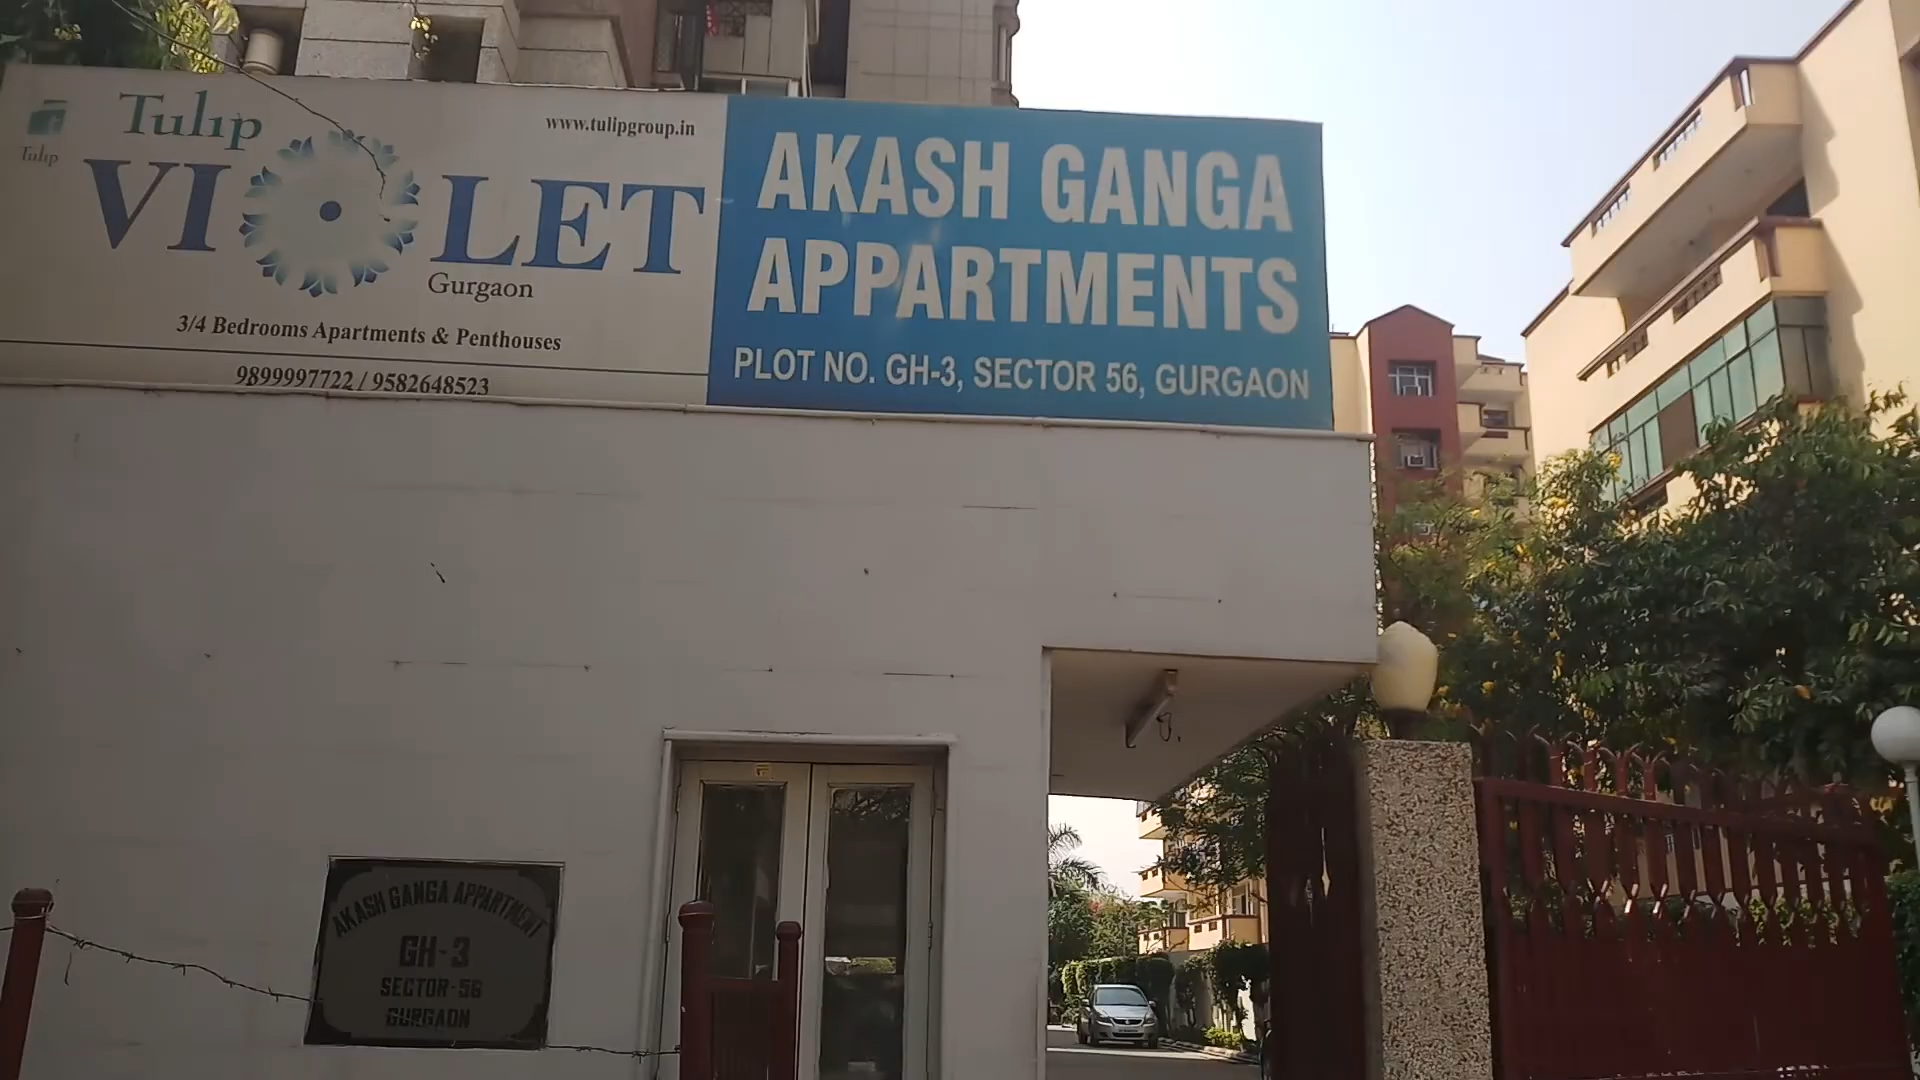 Tulip
Tulip
VIOLET
Gurgaon
www.tulipgroup.in
3/4 Bedrooms Apartments & Penthouses
9899997722 / 9582648523
AKASH GANGA
APPARTMENTS
PLOT NO. GH-3, SECTOR 56, GURGAON
AKASH GANGA APPARTMENT
GH-3
SECTOR-56
GURGAON